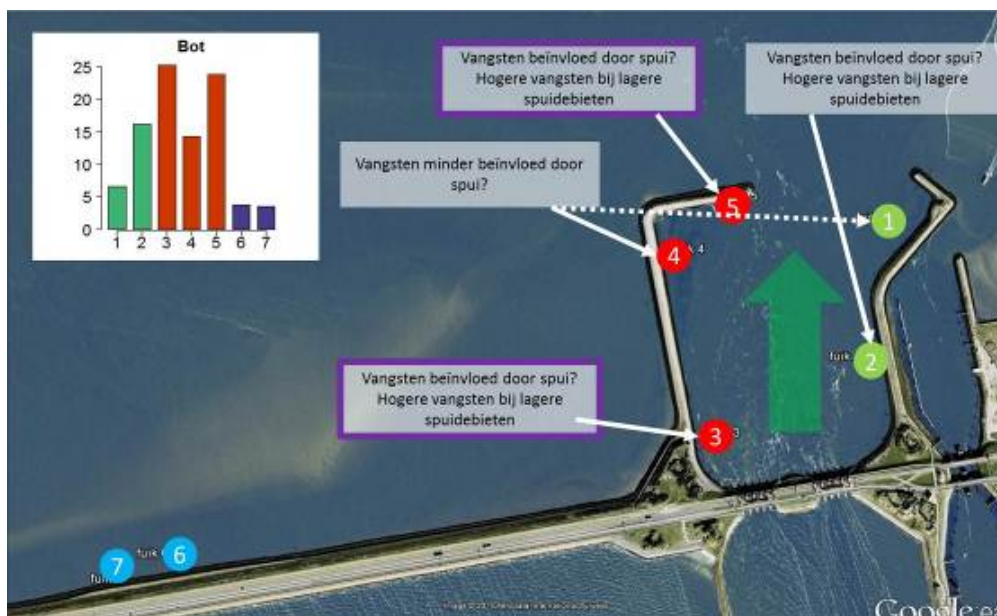 Bot
25
20
15
10
5
0
1 2 3 4 5 6 7
Vangsten beïnvloed door spui?
Hogere vangsten bij lagere
spuidebieten
Vangsten beïnvloed door spui?
Hogere vangsten bij lagere
spuidebieten
Vangsten minder beïnvloed door
spui?
5
1
4
4
fuik
2
Vangsten beïnvloed door spui?
Hogere vangsten bij lagere
spuidebieten
3
3
fuik
6
7
Google